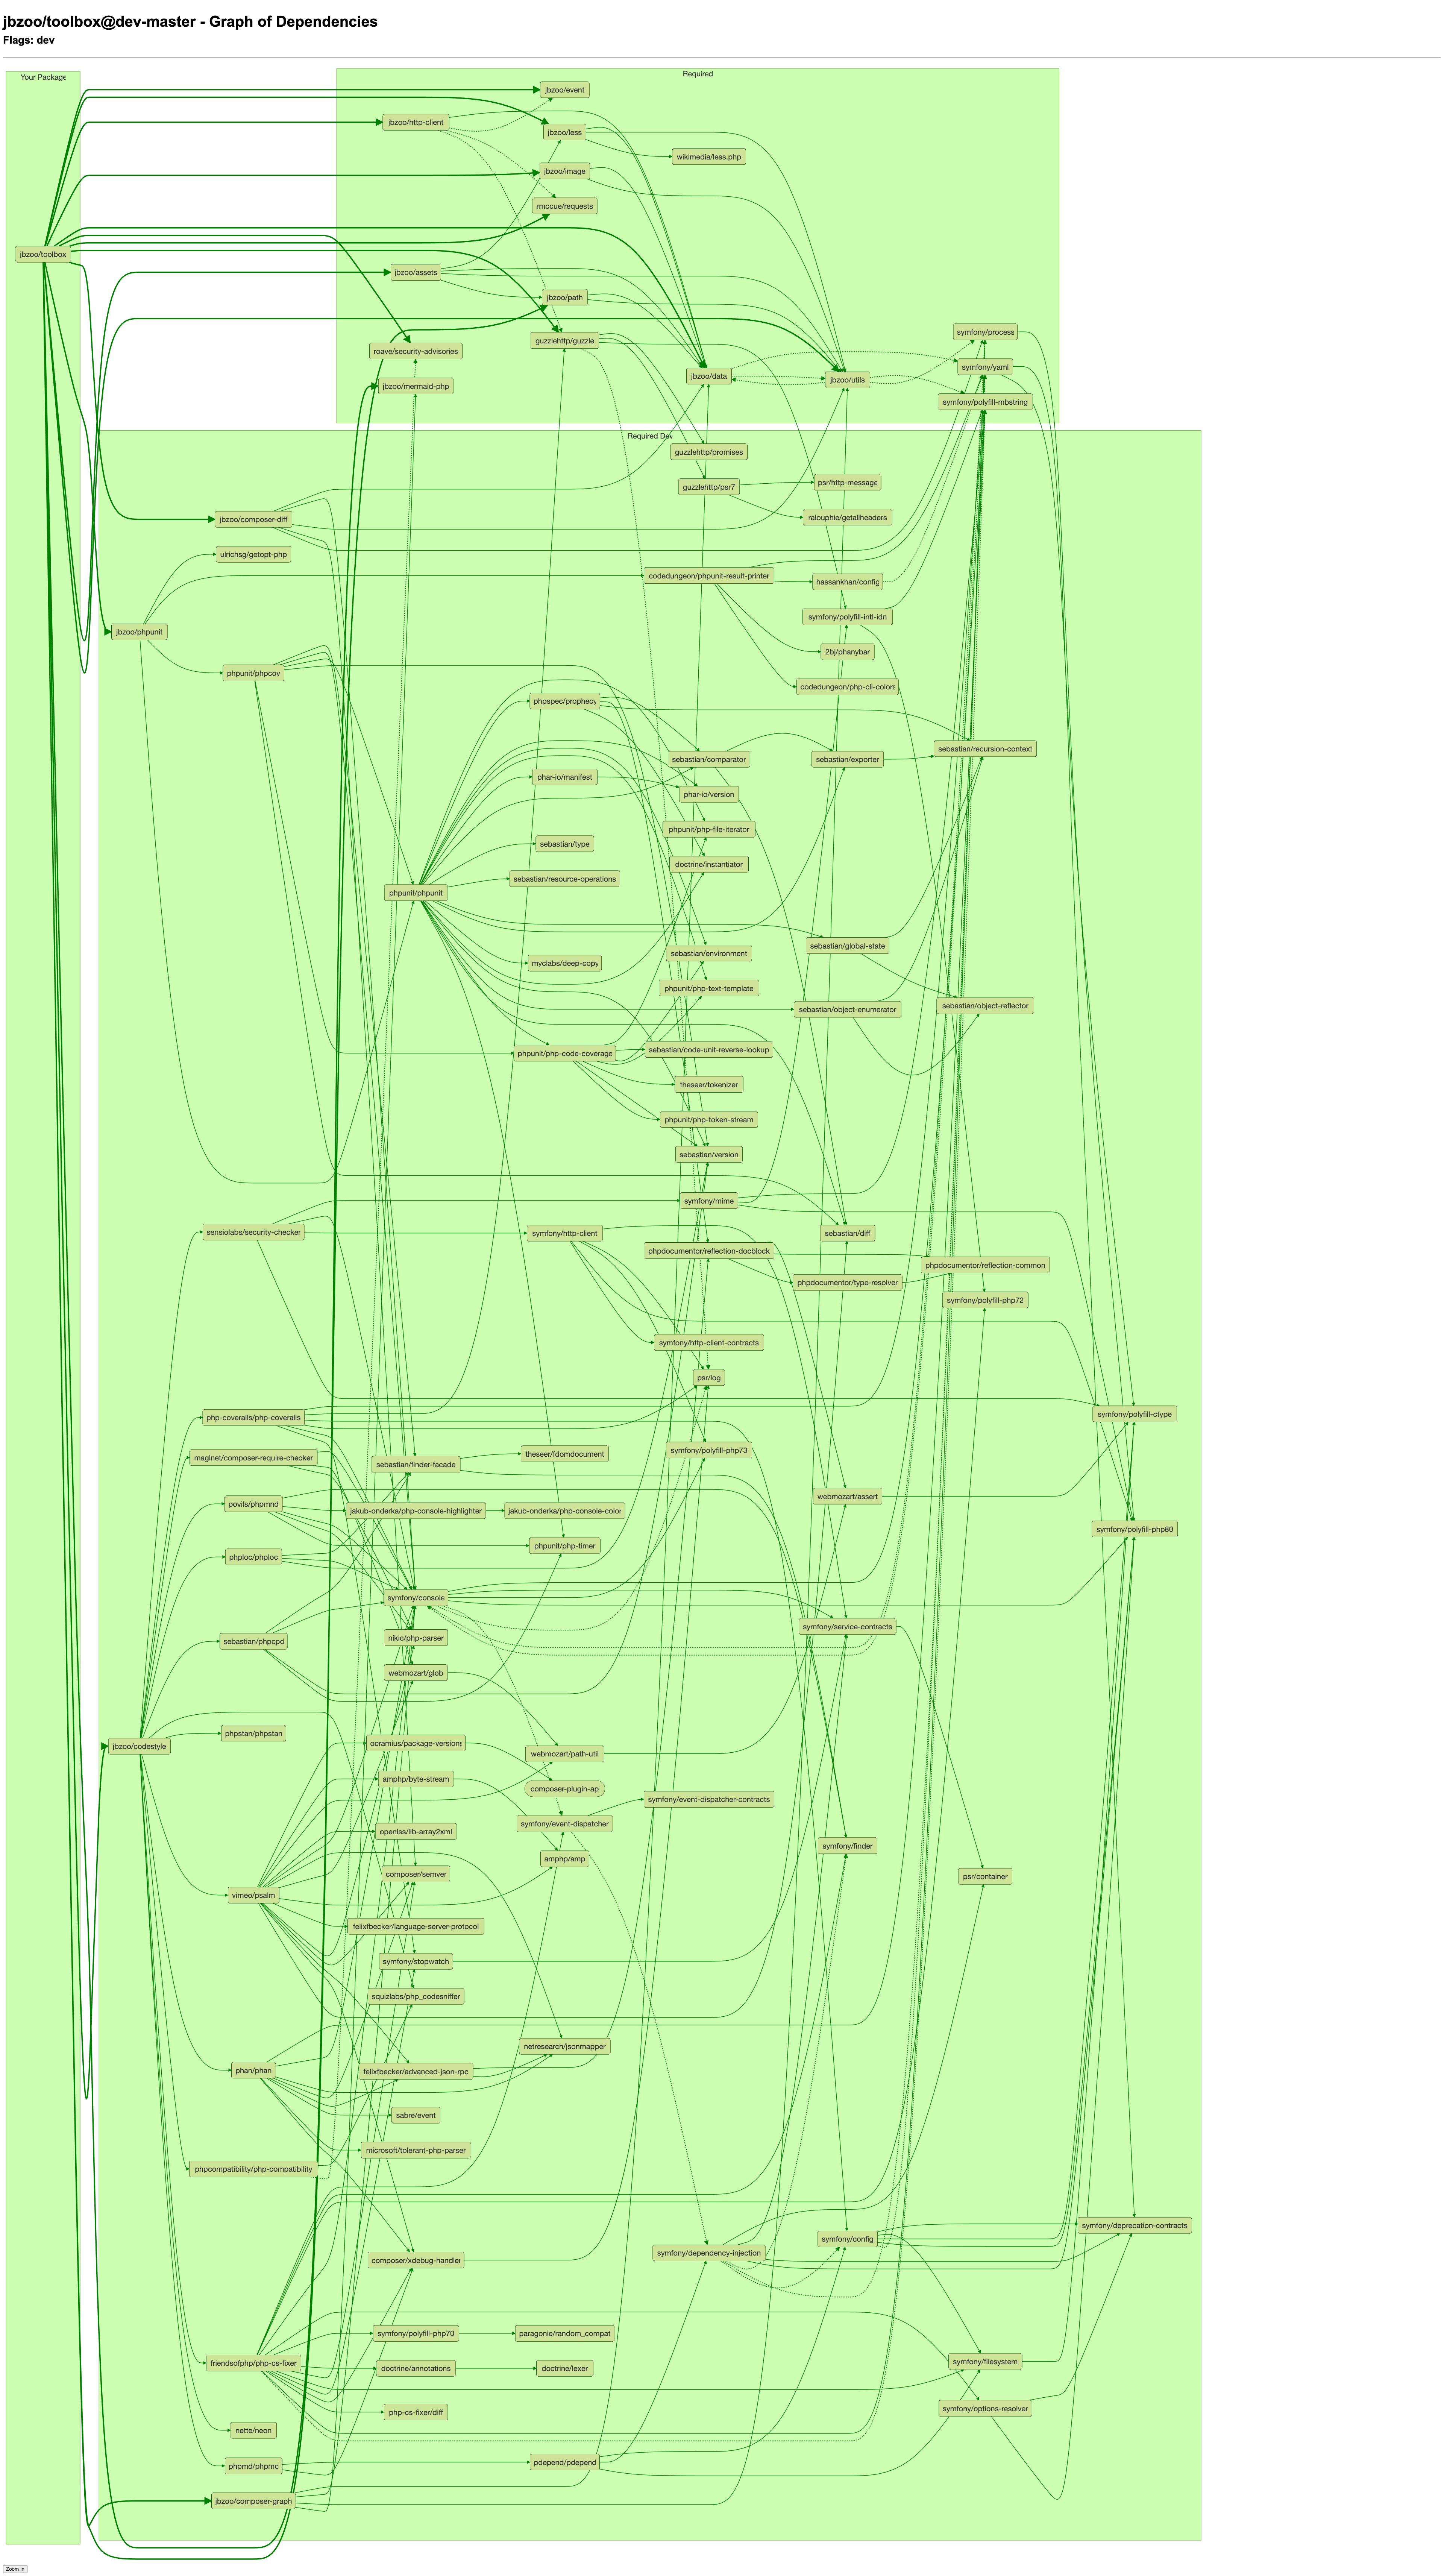 jbzoo/toolbox@dev-master - Graph of Dependencies
Flags: dev
Your Package
Required
jbzoo/event
jbzoo/http-client
jbzoo/less
wikimedia/less.php
jbzoo/image
rmccue/requests
jbzoo/toolbox
jbzoo/assets
jbzoo/path
symfony/process
guzzlehttp/guzzle
roave/security-advisories
symfony/yaml
jbzoo/data
jbzoo/utils
jbzoo/mermaid-php
symfony/polyfill-mbstring
Required Dev
guzzlehttp/promises
psr/http-message
guzzlehttp/psr7
ralouphie/getallheaders
jbzoo/composer-diff
ulrichsg/getopt-php
codedungeon/phpunit-result-printer
hassankhan/config
symfony/polyfill-intl-idn
jbzoo/phpunit
2bj/phanybar
phpunit/phpcov
codedungeon/php-cli-colors
phpspec/prophecy
sebastian/recursion-context
sebastian/comparator
sebastian/exporter
phar-io/manifest
phar-io/version
phpunit/php-file-iterator
sebastian/type
doctrine/instantiator
sebastian/resource-operations
phpunit/phpunit
sebastian/global-state
sebastian/environment
myclabs/deep-copy
phpunit/php-text-template
sebastian/object-reflector
sebastian/object-enumerator
sebastian/code-unit-reverse-lookup
phpunit/php-code-coverage
theseer/tokenizer
phpunit/php-token-stream
sebastian/version
symfony/mime
sensiolabs/security-checker
symfony/http-client
sebastian/diff
phpdocumentor/reflection-docblock
phpdocumentor/reflection-common
phpdocumentor/type-resolver
symfony/polyfill-php72
symfony/http-client-contracts
psr/log
symfony/polyfill-ctype
php-coveralls/php-coveralls
symfony/polyfill-php73
theseer/fdomdocument
maglnet/composer-require-checker
sebastian/finder-facade
webmozart/assert
povils/phpmnd
jakub-onderka/php-console-highlighter
jakub-onderka/php-console-color
symfony/polyfill-php80
phpunit/php-timer
phploc/phploc
symfony/console
symfony/service-contracts
nikic/php-parser
sebastian/phpcpd
webmozart/glob
phpstan/phpstan
ocramius/package-versions
jbzoo/codestyle
webmozart/path-util
amphp/byte-stream
composer-plugin-ap
symfony/event-dispatcher-contracts
symfony/event-dispatcher
openlss/lib-array2xml
symfony/finder
amphp/amp
composer/semver
psr/container
vimeo/psalm
felixfbecker/language-server-protocol
symfony/stopwatch
squizlabs/php_codesniffer
netresearch/jsonmapper
phan/phan
felixfbecker/advanced-json-rpc
sabre/event
microsoft/tolerant-php-parser
phpcompatibility/php-compatibility
symfony/deprecation-contracts
symfony/config
symfony/dependency-injection
composer/xdebug-handler
symfony/polyfill-php70
paragonie/random_compat
symfony/filesystem
friendsofphp/php-cs-fixer
doctrine/annotations
doctrine/lexer
symfony/options-resolver
php-cs-fixer/diff
nette/neon
pdepend/pdepend
phpmd/phpmd
jbzoo/composer-graph
Zoom In